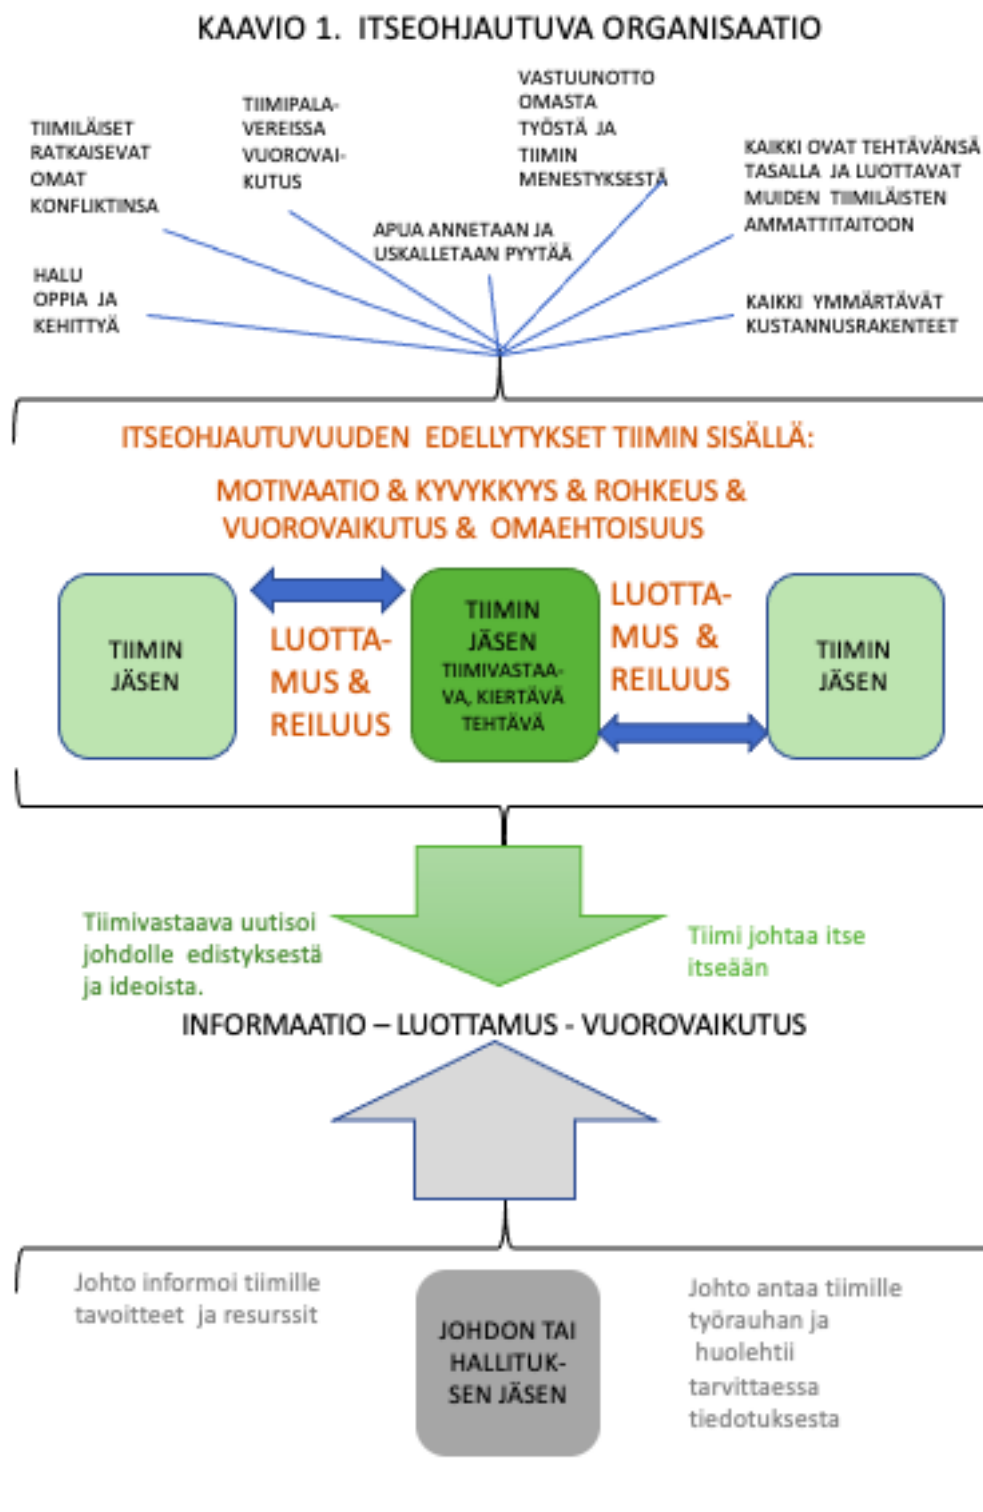 KAAVIO 1. ITSEOHJAUTUVA ORGANISAATIO
TIIMILÄISET
RATKAISEVAT
OMAT
KONFLIKTINSA
TIIMIPALA-
VEREISSA
VUOROVAI-
KUTUS
VASTUUNOTTO
OMASTA
TYÖSTÄ JA
TIIMIN
MENESTYKSESTÄ
KAIKKI OVAT TEHTÄVÄNSÄ
TASALLA JA LUOTTAVAT
MUIDEN TIIMILÄISTEN
AMMATTITAITOON
APUA ANNETAAN JA
USKALLETAAN PYYTÄÄ
HALU
OPPIA JA
KEHITTYÄ
KAIKKI YMMÄRTÄVÄT
KUSTANNUSRAKENTEET
ITSEOHJAUTUVUUDEN EDELLYTYKSET TIIMIN SISÄLLÄ:
MOTIVAATIO & KYVYKKYYS & ROHKEUS &
VUOROVAIKUTUS & OMAEHTOISUUS
TIIMIN
JÄSEN
LUOTTA-
MUS &
REILUUS
TIIMIN
JÄSEN
TIIMIVASTAA-
VA, KIERTÄVÄ
TEHTÄVÄ
LUOTTA-
MUS &
REILUUS
TIIMIN
JÄSEN
Tiimivastaava uutisoi
johdolle edistyksestä
ja ideoista.
Tiimi johtaa itse
itseään
INFORMAATIO – LUOTTAMUS - VUOROVAIKUTUS
Johto informoi tiimille
tavoitteet ja resurssit
JOHDON TAI
HALLITUK-
SEN JÄSEN
Johto antaa tiimille
työrauhan ja
huolehtii
tarvittaessa
tiedotuksesta